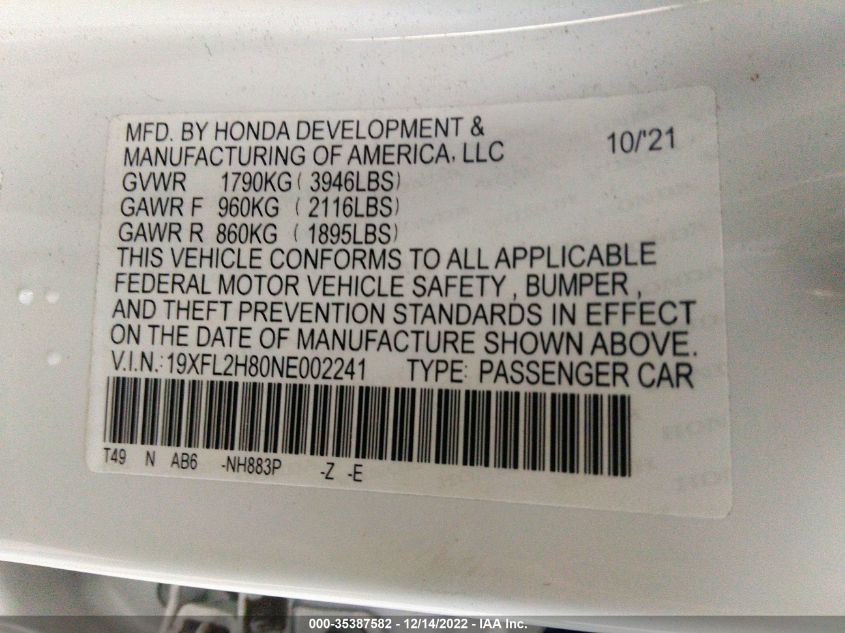 MFD. BY HONDA DEVELOPMENT &
MANUFACTURING OF AMERICA, LLC 10/'21
GVWR 1790KG ( 3946LBS)
GAWR F 960KG ( 2116LBS)
GAWR R 860KG ( 1895LBS)
THIS VEHICLE CONFORMS TO ALL APPLICABLE
FEDERAL MOTOR VEHICLE SAFETY , BUMPER ,
AND THEFT PREVENTION STANDARDS IN EFFECT
ON THE DATE OF MANUFACTURE SHOWN ABOVE.
V.I.N.: 19XFL2H80NE002241 TYPE: PASSENGER CAR
T49 N AB6 -NH883P -Z -E
000-35387582 - 12/14/2022 - IAA Inc.